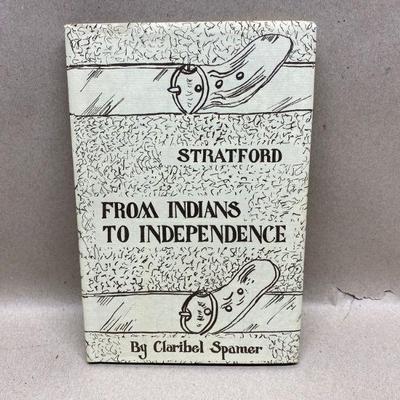 STRATFORD
FROM INDIANS
TO INDEPENDENCE
By Claribel Spamer